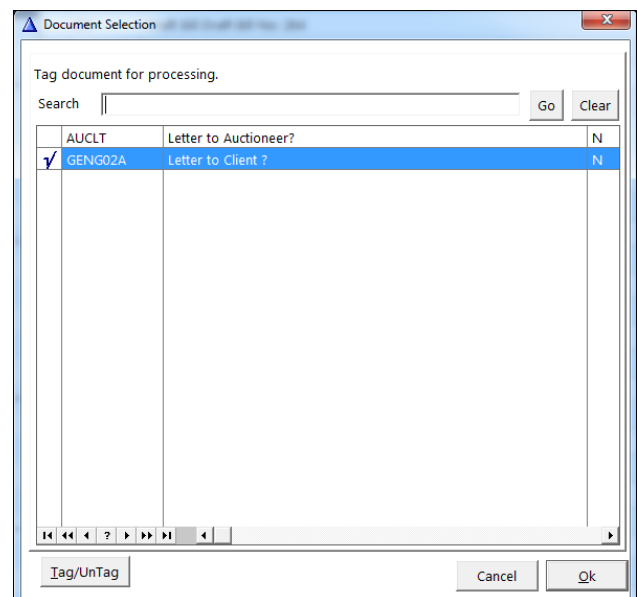 Document Selection
Tag document for processing.
Search
Go Clear
AUCLT Letter to Auctioneer? N
√ GENG02A Letter to Client ? N
?
Tag/UnTag Cancel Ok